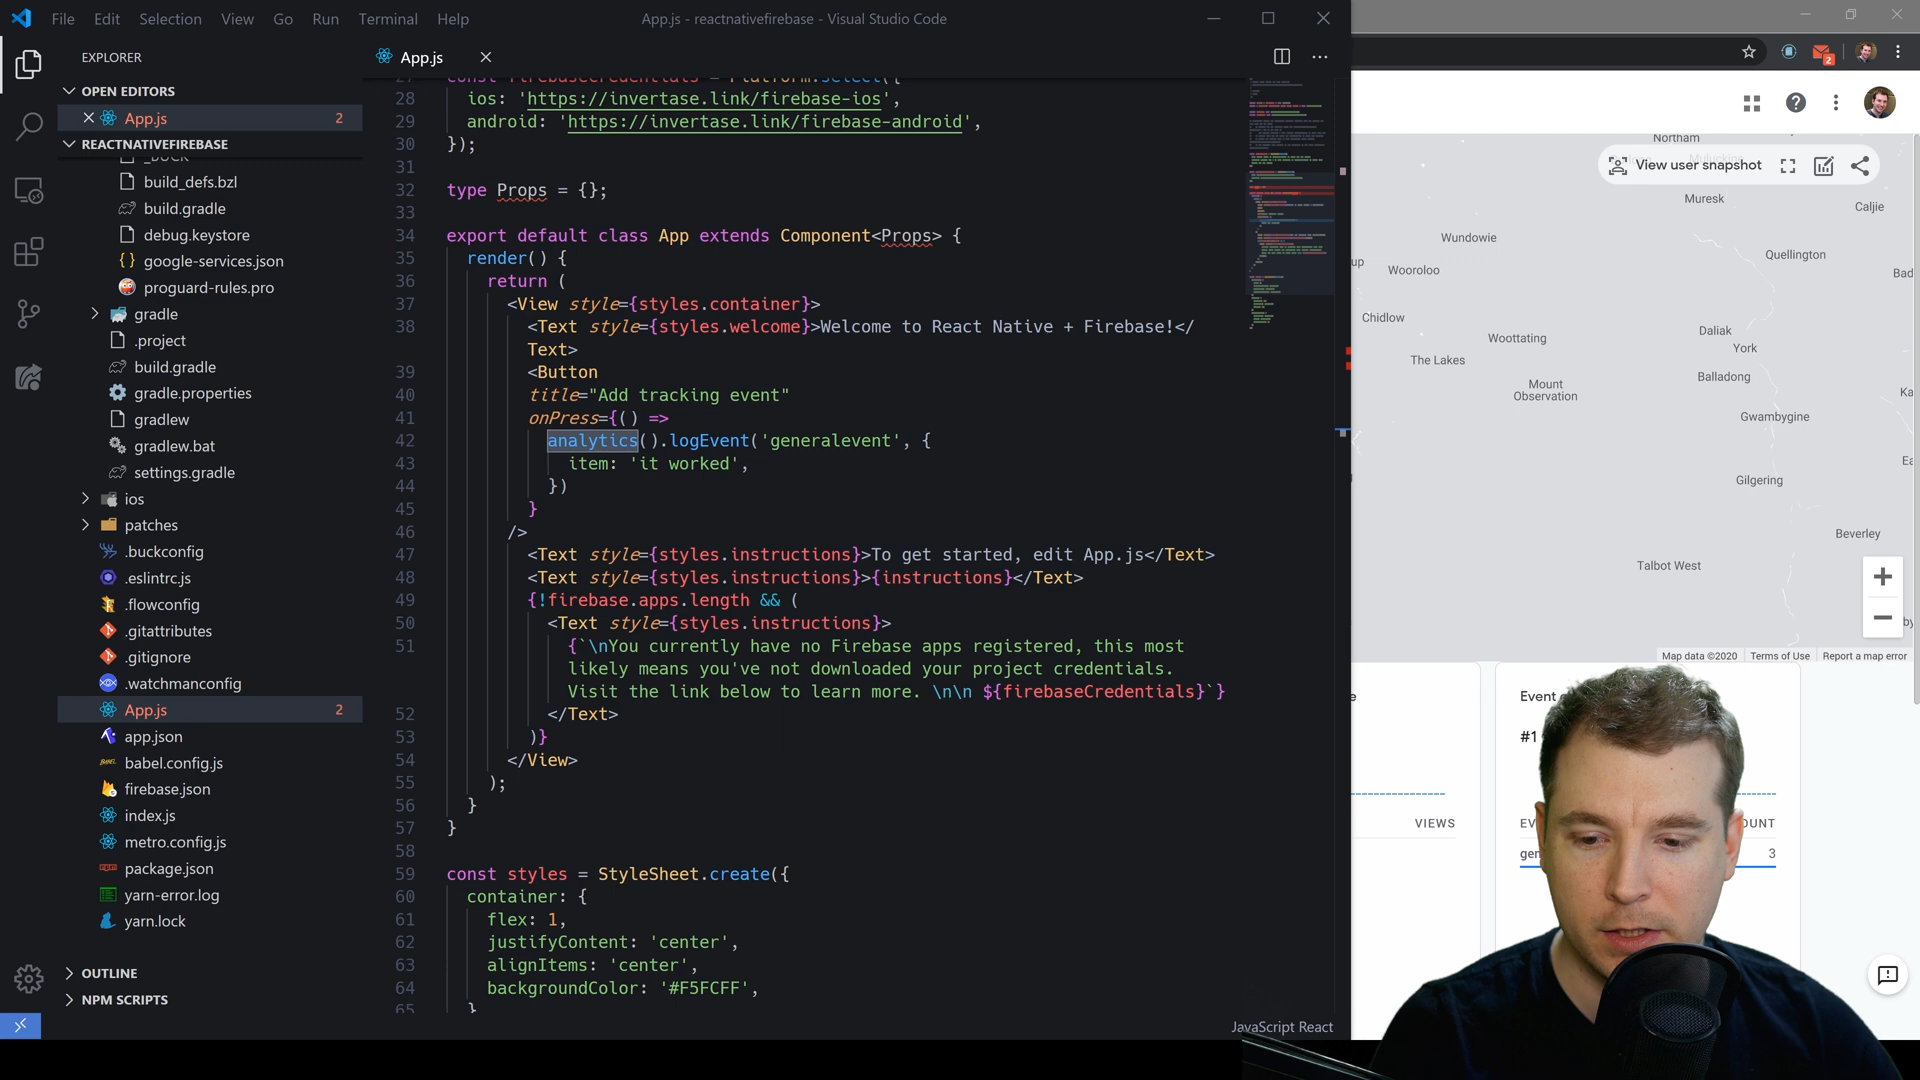 File Edit Selection View Go Run Terminal Help
App.js - reactnativefirebase - Visual Studio Code
EXPLORER
OPEN EDITORS
App.js 2
REACTNATIVEFIREBASE
build_defs.bzl
build.gradle
debug.keystore
google-services.json
proguard-rules.pro
gradle
.project
build.gradle
gradle.properties
gradlew
gradlew.bat
settings.gradle
ios
patches
.buckconfig
.eslintrc.js
.flowconfig
.gitattributes
.gitignore
.watchmanconfig
App.js 2
app.json
babel.config.js
firebase.json
index.js
metro.config.js
package.json
yarn-error.log
yarn.lock
OUTLINE
NPM SCRIPTS
App.js
28 ios: 'https://invertase.link/firebase-ios',
29 android: 'https://invertase.link/firebase-android',
30 });
31
32 type Props = {};
33
34 export default class App extends Component<Props> {
35 render() {
36 return (
37 <View style={styles.container}>
38 <Text style={styles.welcome}>Welcome to React Native + Firebase!</
Text>
39 <Button
40 title="Add tracking event"
41 onPress={() =>
42 analytics().logEvent('generalevent', {
43 item: 'it worked',
44 })
45 }
46 />
47 <Text style={styles.instructions}>To get started, edit App.js</Text>
48 <Text style={styles.instructions}>{instructions}</Text>
49 {!firebase.apps.length && (
50 <Text style={styles.instructions}>
51 {`\nYou currently have no Firebase apps registered, this most
likely means you've not downloaded your project credentials.
Visit the link below to learn more. \n\n ${firebaseCredentials}`}
52 </Text>
53 )}
54 </View>
55 );
56 }
57 }
58
59 const styles = StyleSheet.create({
60 container: {
61 flex: 1,
62 justifyContent: 'center',
63 alignItems: 'center',
64 backgroundColor: '#F5FCFF',
65 }
JavaScript React
2
Northam
View user snapshot
Muresk
Caljie
Wundowie
Quellington
Wooroloo
Chidlow
Woottating
Daliak
York
The Lakes
Balladong
Mount
Observation
Gwambygine
Gilgering
Beverley
Talbot West
Map data ©2020 Terms of Use Report a map error
Event
#1
VIEWS
3